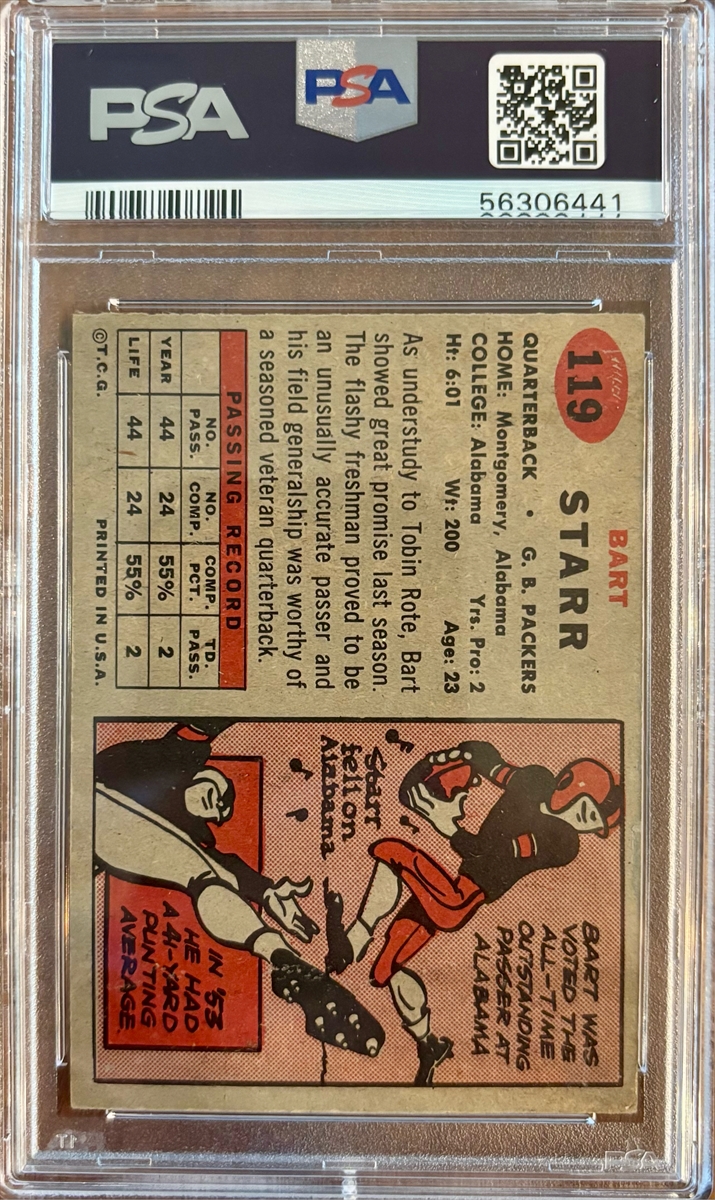 PSA
PSA
56306441
119
BART
STARR
QUARTERBACK • G. B. PACKERS
HOME: Montgomery, Alabama
COLLEGE: Alabama Yrs. Pro: 2
Ht: 6:01 Wt: 200 Age: 23
As understudy to Tobin Rote, Bart
showed great promise last season.
The flashy freshman proved to be
an unusually accurate passer and
his field generalship was worthy of
a seasoned veteran quarterback.
PASSING RECORD
NO. PASS. NO. COMP. COMP. PCT. TD. PASS.
YEAR 44 24 55% 2
LIFE 44 24 55% 2
©T.C.G. PRINTED IN U.S.A.
BART WAS
VOTED THE
ALL-TIME
OUTSTANDING
PASSER AT
ALABAMA
Starr
fell on
Alabama
IN '53
HE HAD
A 41-YARD
PUNTING
AVERAGE
PSA